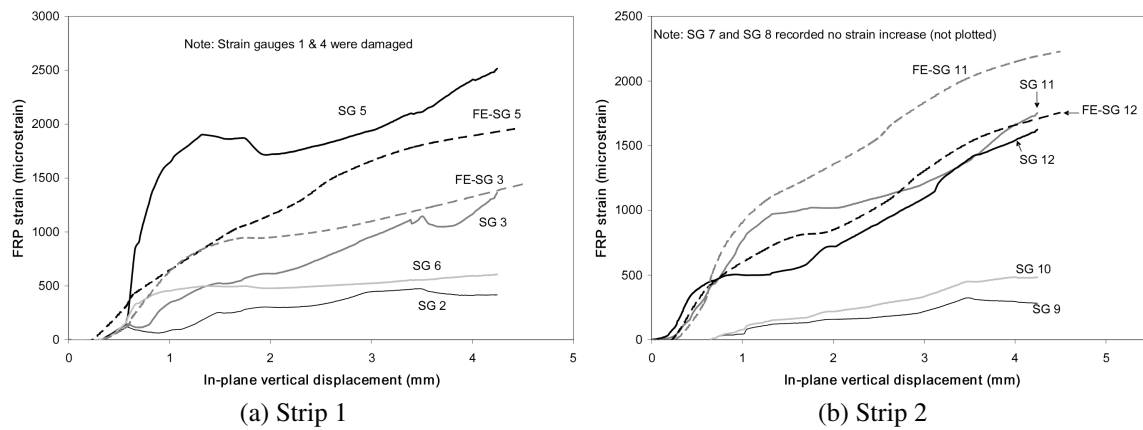 3000
2500
2000
1500
1000
500
0
FRP strain (microstrain)
Note: Strain gauges 1 & 4 were damaged
SG 5
FE-SG 5
FE-SG 3
SG 3
SG 6
SG 2
0 1 2 3 4 5
In-plane vertical displacement (mm)
(a) Strip 1
2500
2000
1500
1000
500
0
FRP strain (microstrain)
Note: SG 7 and SG 8 recorded no strain increase (not plotted)
FE-SG 11
SG 11
FE-SG 12
SG 12
SG 10
SG 9
0 1 2 3 4 5
In-plane vertical displacement (mm)
(b) Strip 2